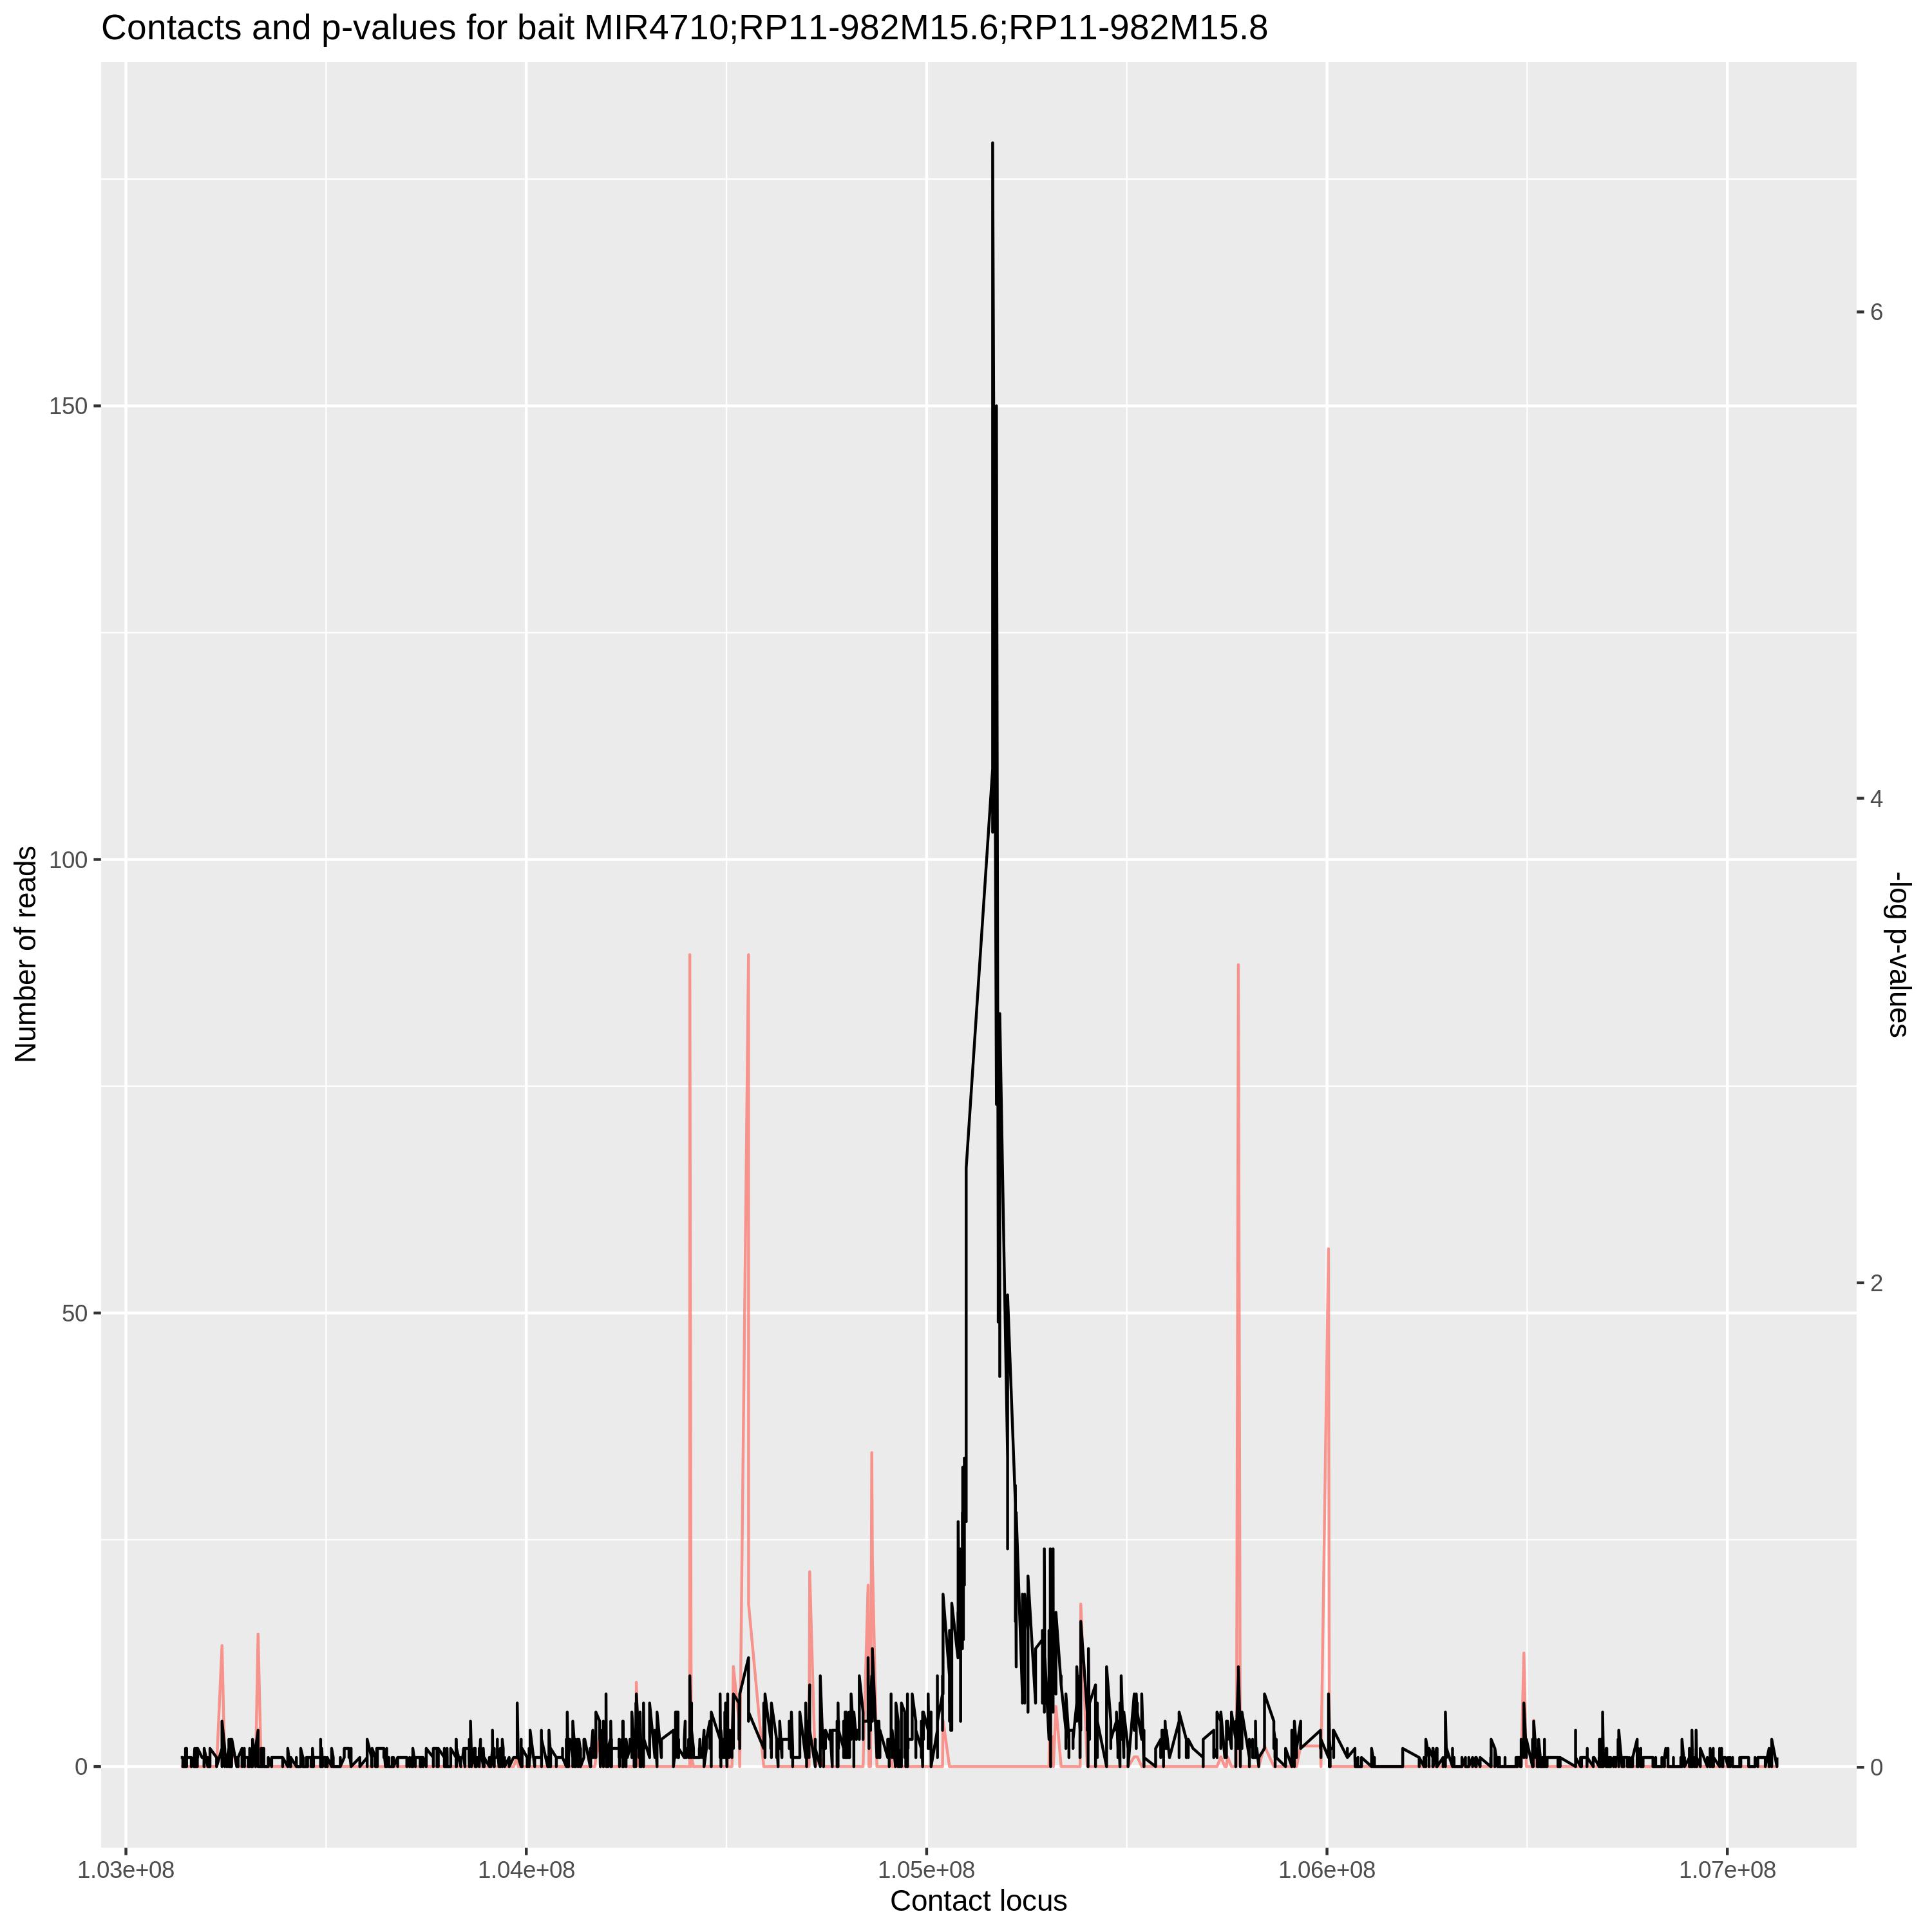 Contacts and p-values for bait MIR4710;RP11-982M15.6;RP11-982M15.8
Number of reads
150
100
50
0
6
4
2
0
-log p-values
1.03e+08 1.04e+08 1.05e+08 1.06e+08 1.07e+08
Contact locus